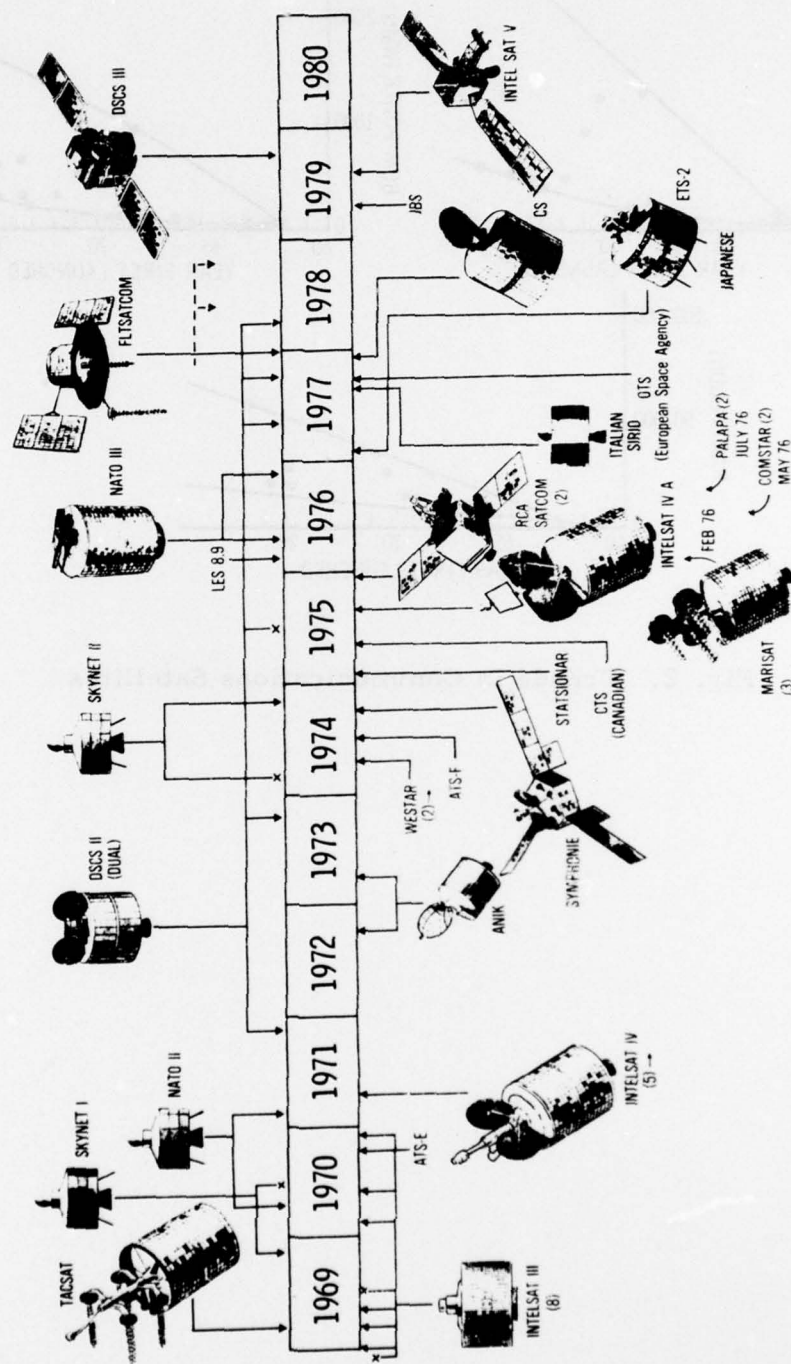 TACSAT
SKYNET I
NATO II
DSCS II
(DUAL)
SKYNET II
LES 8.9
NATO III
FLTSATCOM
DSCS III
1969
1970
1971
1972
1973
1974
1975
1976
1977
1978
1979
1980
x
x
x
x
x
INTELSAT III
(8)
ATS-E
INTELSAT IV
(5) →
ANIK
WESTAR
(2) →
ATS-F
SYMPHONIE
STATSIONAR
CTS
(CANADIAN)
MARISAT
(3)
FEB 76
INTELSAT IV A
RCA
SATCOM
(2)
COMSTAR (2)
MAY 76
PALAPA (2)
JULY 76
ITALIAN
SIRIO
OTS
(European Space Agency)
JBS
CS
JAPANESE
ETS-2
INTEL SAT V